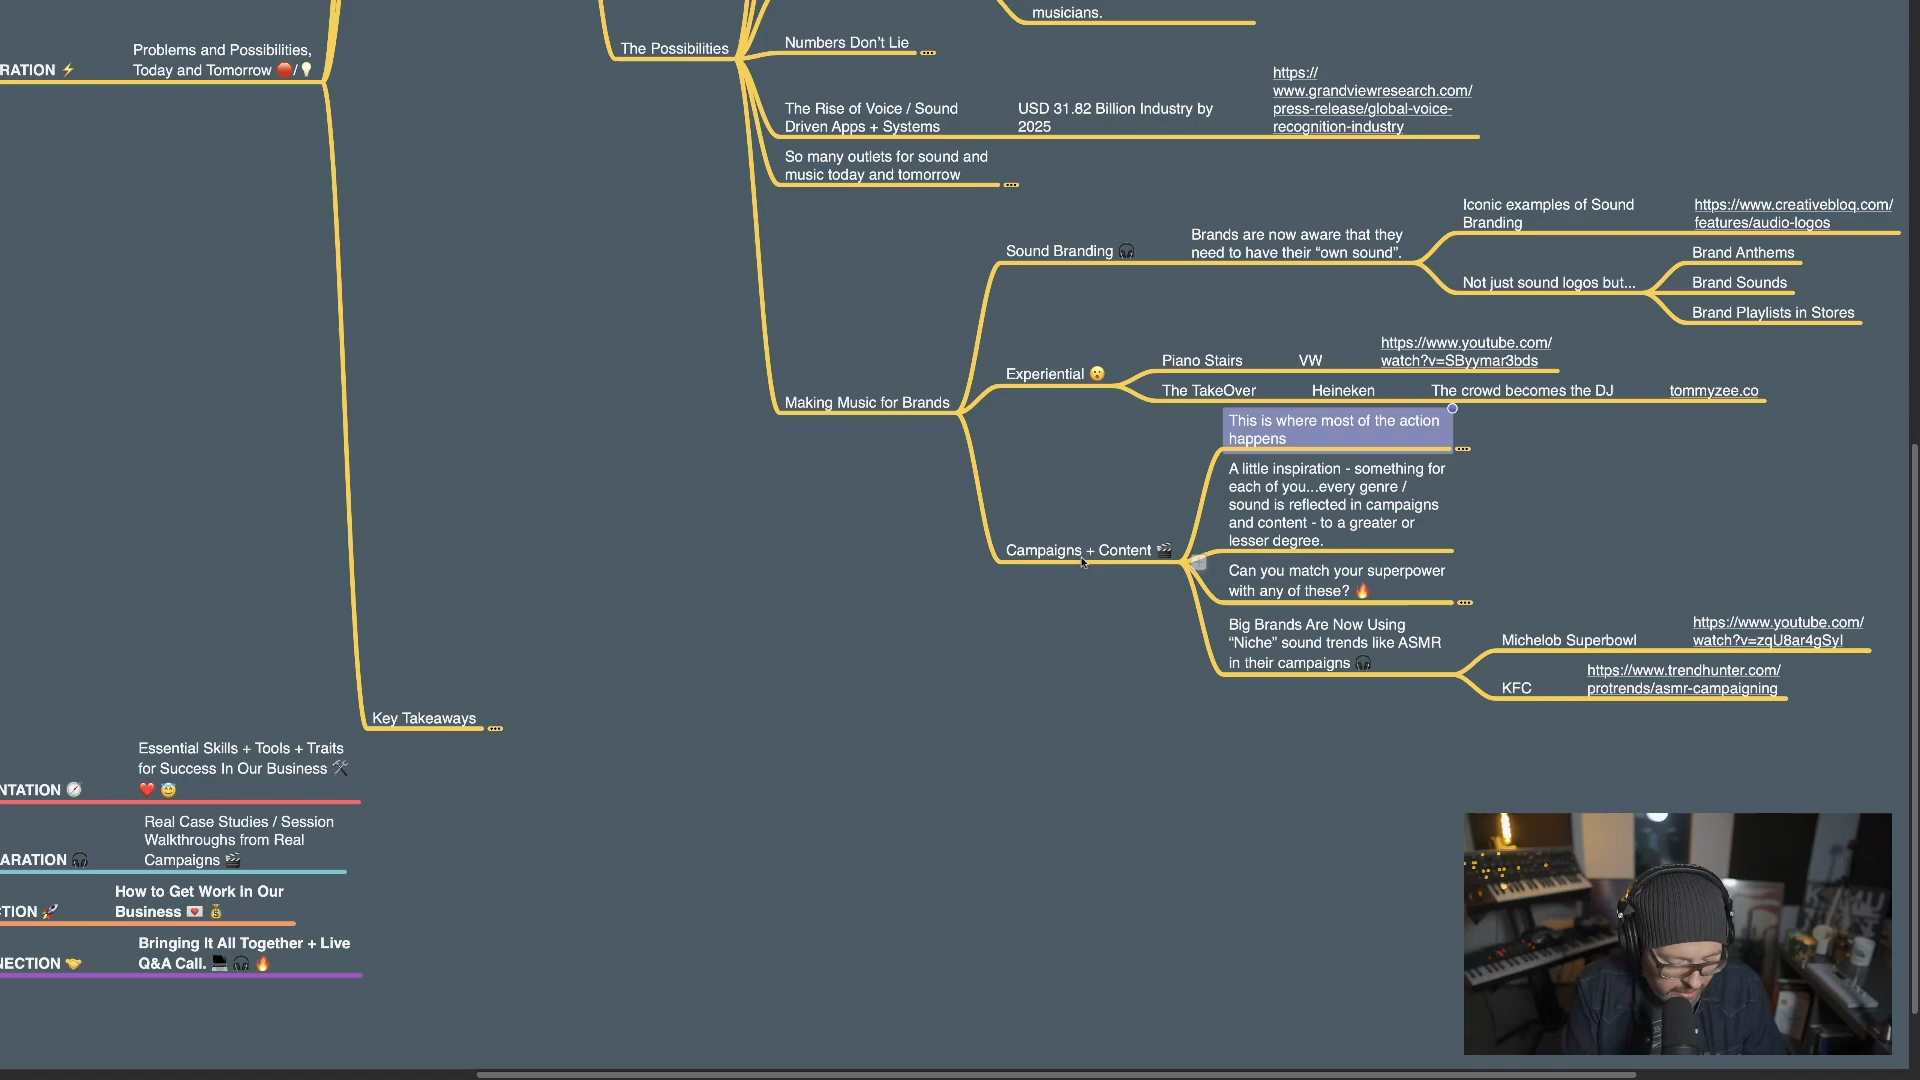 musicians.
The Possibilities
Numbers Don’t Lie
Problems and Possibilities,
Today and Tomorrow 🛑/💡
RATION ⚡
The Rise of Voice / Sound
Driven Apps + Systems
USD 31.82 Billion Industry by
2025
https://
www.grandviewresearch.com/
press-release/global-voice-
recognition-industry
So many outlets for sound and
music today and tomorrow
Making Music for Brands
Sound Branding 🎧
Brands are now aware that they
need to have their “own sound”.
Iconic examples of Sound
Branding
https://www.creativebloq.com/
features/audio-logos
Not just sound logos but...
Brand Anthems
Brand Sounds
Brand Playlists in Stores
Experiential 😮
Piano Stairs
VW
https://www.youtube.com/
watch?v=SByymar3bds
The TakeOver
Heineken
The crowd becomes the DJ
tommyzee.co
Campaigns + Content 🎬
This is where most of the action
happens
A little inspiration - something for
each of you...every genre /
sound is reflected in campaigns
and content - to a greater or
lesser degree.
Can you match your superpower
with any of these? 🔥
Big Brands Are Now Using
“Niche” sound trends like ASMR
in their campaigns 🎧
Michelob Superbowl
https://www.youtube.com/
watch?v=zqU8ar4gSyI
KFC
https://www.trendhunter.com/
protrends/asmr-campaigning
Key Takeaways
NTATION 🧭
Essential Skills + Tools + Traits
for Success In Our Business 🛠
❤️ 😇
ARATION 🎧
Real Case Studies / Session
Walkthroughs from Real
Campaigns 🎬
CTION 🚀
How to Get Work in Our
Business 💌 💰
NECTION 🤝
Bringing It All Together + Live
Q&A Call. 💻 🎧 🔥